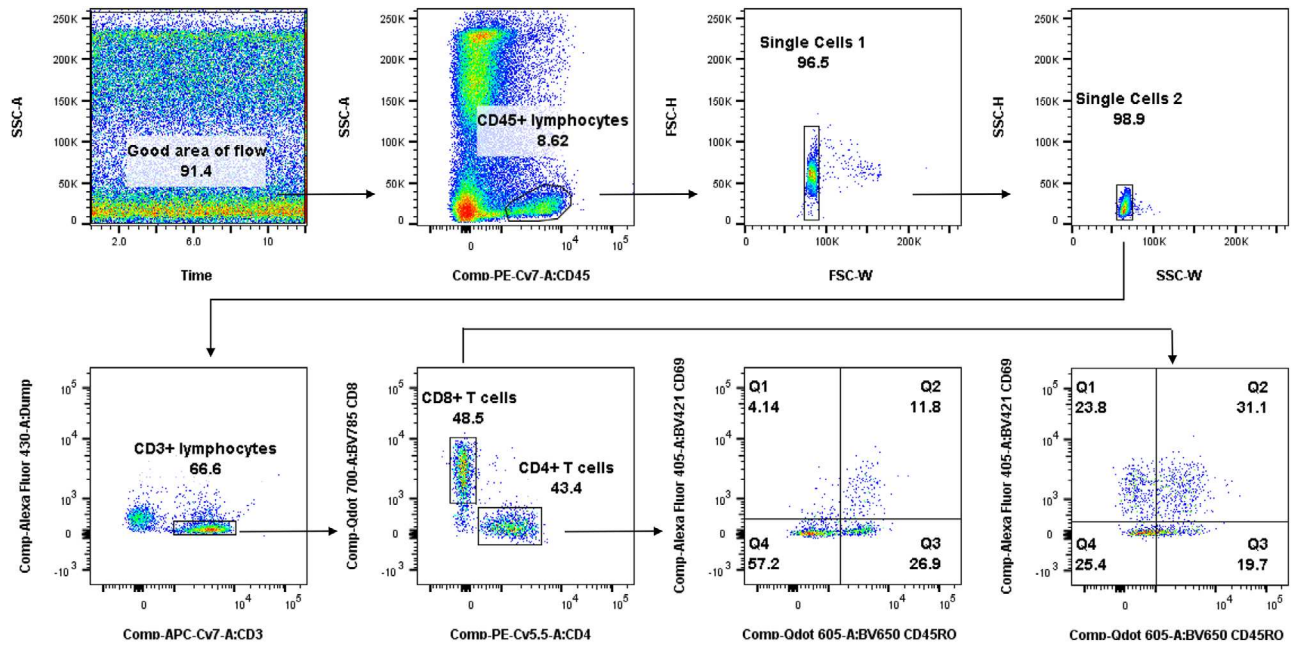 250K
200K
150K
100K
50K
0
SSC-A
Good area of flow
91.4
2.0 6.0 10
Time
250K
200K
150K
100K
50K
0
SSC-A
CD45+ lymphocytes
8.62
0 10^4 10^5
Comp-PE-Cy7-A:CD45
250K
200K
150K
100K
50K
0
FSC-H
Single Cells 1
96.5
0 100K 200K
FSC-W
250K
200K
150K
100K
50K
0
SSC-H
Single Cells 2
98.9
0 100K 200K
SSC-W
10^5
10^4
10^3
0
-10^3
Comp-Alexa Fluor 430-A:Dump
CD3+ lymphocytes
66.6
0 10^4 10^5
Comp-APC-Cy7-A:CD3
10^5
10^4
10^3
0
-10^3
Comp-Qdot 700-A:BV785 CD8
CD8+ T cells
48.5
CD4+ T cells
43.4
0 10^4 10^5
Comp-PE-Cy5.5-A:CD4
10^5
10^4
10^3
0
-10^3
Comp-Alexa Fluor 405-A:BV421 CD69
Q1
4.14
Q2
11.8
Q4
57.2
Q3
26.9
0 10^4 10^5
Comp-Qdot 605-A:BV650 CD45RO
10^5
10^4
10^3
0
-10^3
Comp-Alexa Fluor 405-A:BV421 CD69
Q1
23.8
Q2
31.1
Q4
25.4
Q3
19.7
0 10^4 10^5
Comp-Qdot 605-A:BV650 CD45RO